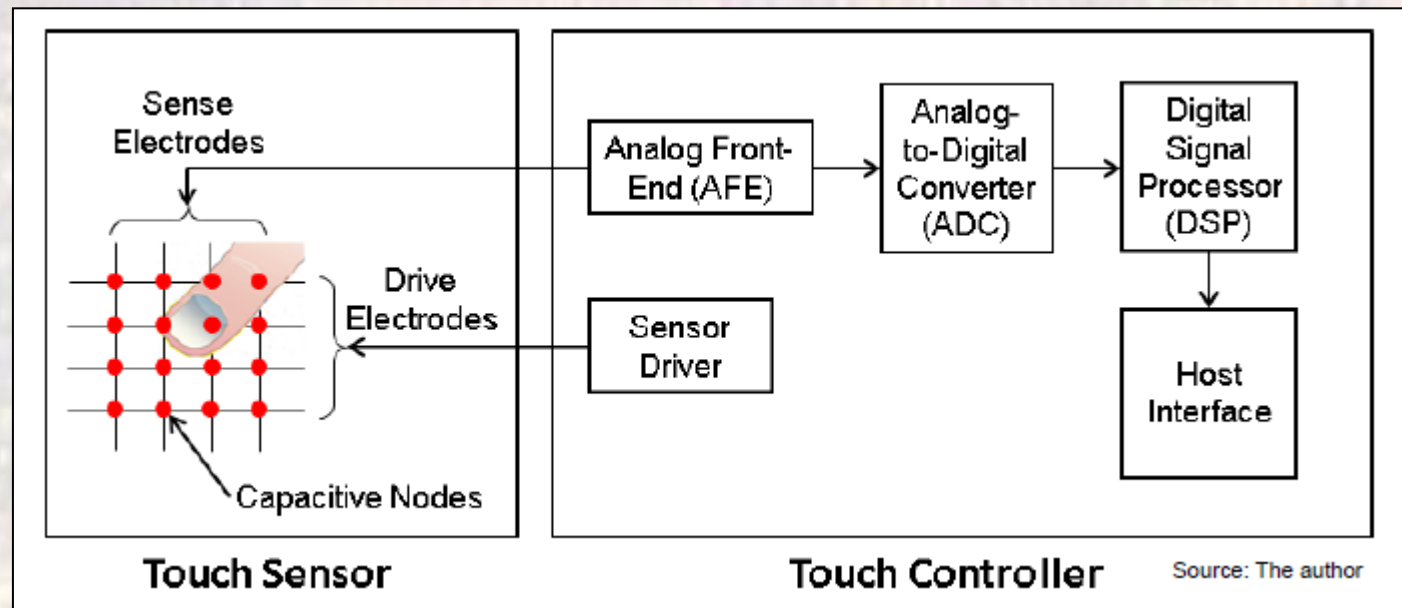 Sense
Electrodes
Drive
Electrodes
Capacitive Nodes
Touch Sensor
Analog Front-
End (AFE)
Analog-
to-Digital
Converter
(ADC)
Digital
Signal
Processor
(DSP)
Sensor
Driver
Host
Interface
Touch Controller
Source: The author